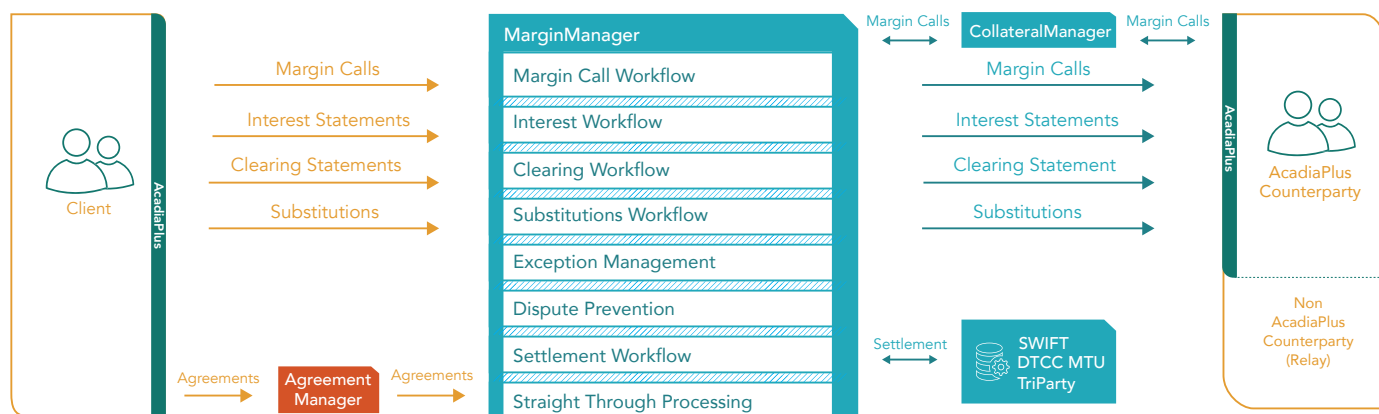 Client
AcadiaPlus
Margin Calls
Interest Statements
Clearing Statements
Substitutions
Agreements
Agreement
Manager
Agreements
MarginManager
Margin Call Workflow
Interest Workflow
Clearing Workflow
Substitutions Workflow
Exception Management
Dispute Prevention
Settlement Workflow
Straight Through Processing
Margin Calls
CollateralManager
Margin Calls
Margin Calls
Interest Statements
Clearing Statement
Substitutions
Settlement
SWIFT
DTCC MTU
TriParty
AcadiaPlus
AcadiaPlus
Counterparty
Non
AcadiaPlus
Counterparty
(Relay)